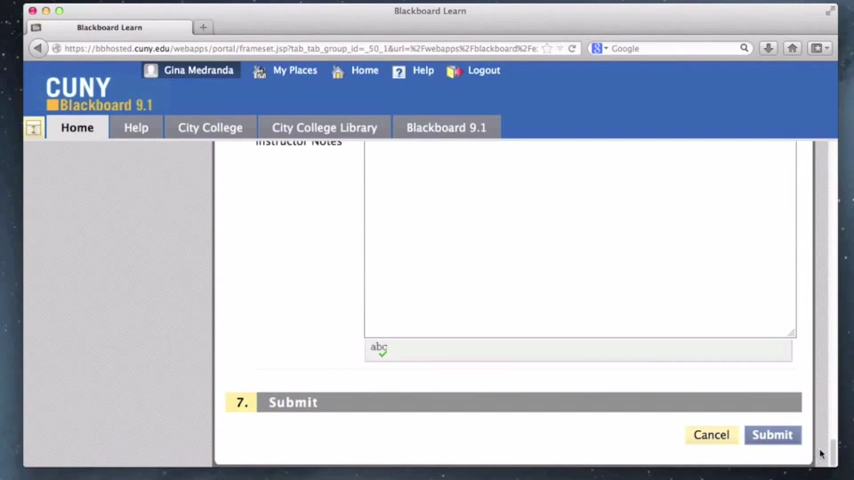 Blackboard Learn
Blackboard Learn
https://bbhosted.cuny.edu/webapps/portal/frameset.jsp?tab_tab_group_id=_50_1&url=%2Fwebapps%2Fblackboard%2Fe:
Google
Gina Medranda
My Places
Home
Help
Logout
CUNY
Blackboard 9.1
Home
Help
City College
City College Library
Blackboard 9.1
Instructor Notes
abc
7. Submit
Cancel
Submit